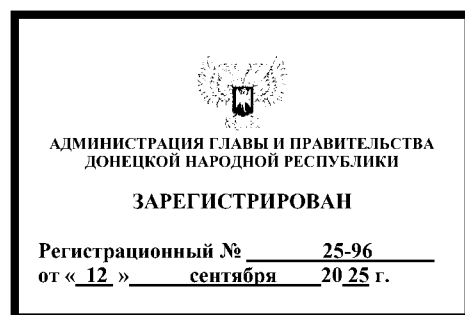 АДМИНИСТРАЦИЯ ГЛАВЫ И ПРАВИТЕЛЬСТВА
ДОНЕЦКОЙ НАРОДНОЙ РЕСПУБЛИКИ
ЗАРЕГИСТРИРОВАН
Регистрационный № 25-96
от « 12 » сентября 20 25 г.